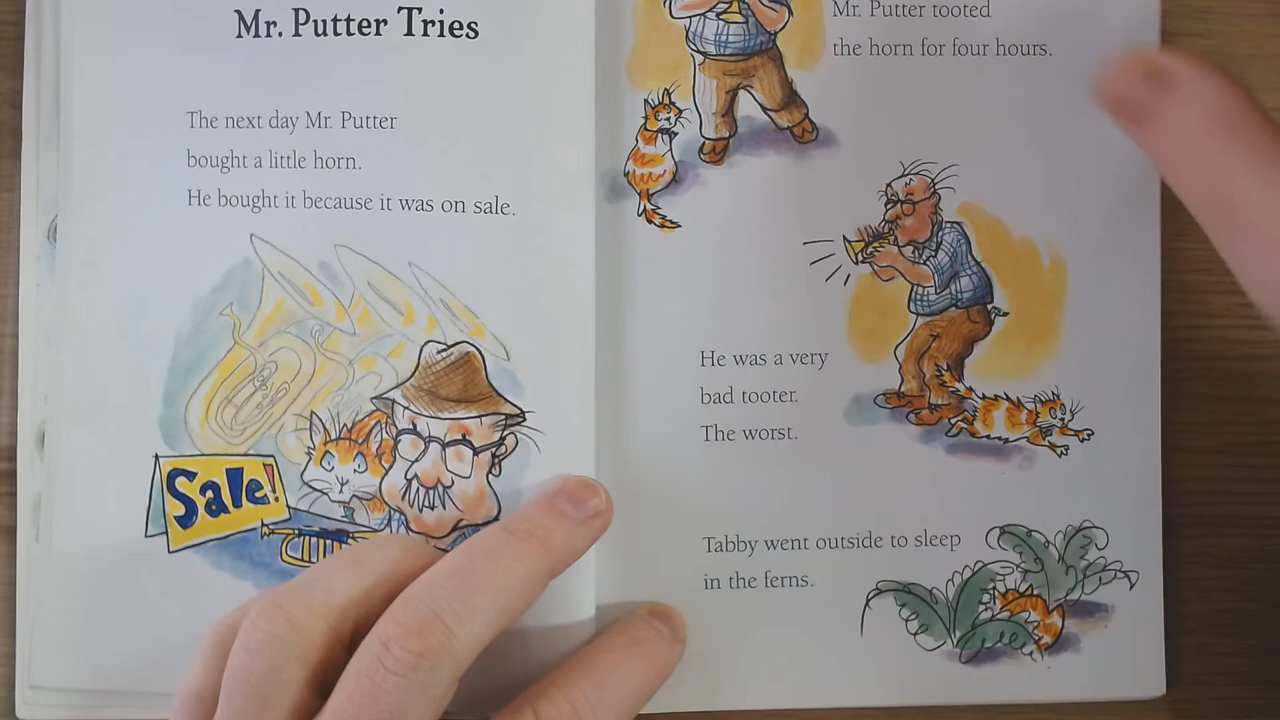 Mr. Putter Tries
The next day Mr. Putter
bought a little horn.
He bought it because it was on sale.
Sale!
Mr. Putter tooted
the horn for four hours.
He was a very
bad tooter.
The worst.
Tabby went outside to sleep
in the ferns.